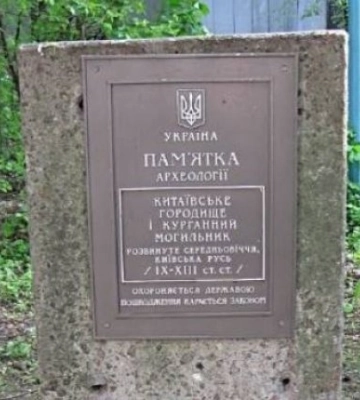 УКРАЇНА
ПАМ'ЯТКА
АРХЕОЛОГІЇ
КИТАЇВСЬКЕ
ГОРОДИЩЕ
І КУРГАННИЙ
МОГИЛЬНИК
РОЗВИНУТЕ СЕРЕДНЬОВІЧЧЯ,
КИЇВСЬКА РУСЬ
/ IX-XIII ст. ст. /
ОХОРОНЯЄТЬСЯ ДЕРЖАВОЮ
ПОШКОДЖЕННЯ КАРАЄТЬСЯ ЗАКОНОМ